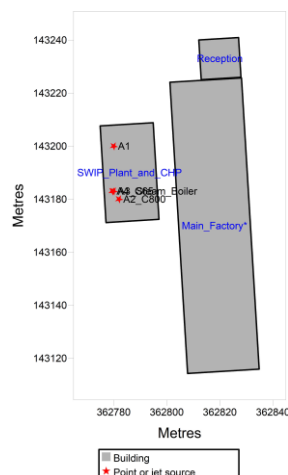 143240
Reception
143220
143200
A1
SWIP_Plant_and_CHP
143180
Steam_Boiler
A2_C800
143160
Main_Factory*
143140
143120
Metres
362780 362800 362820 362840
Metres
Building
Point or jet source